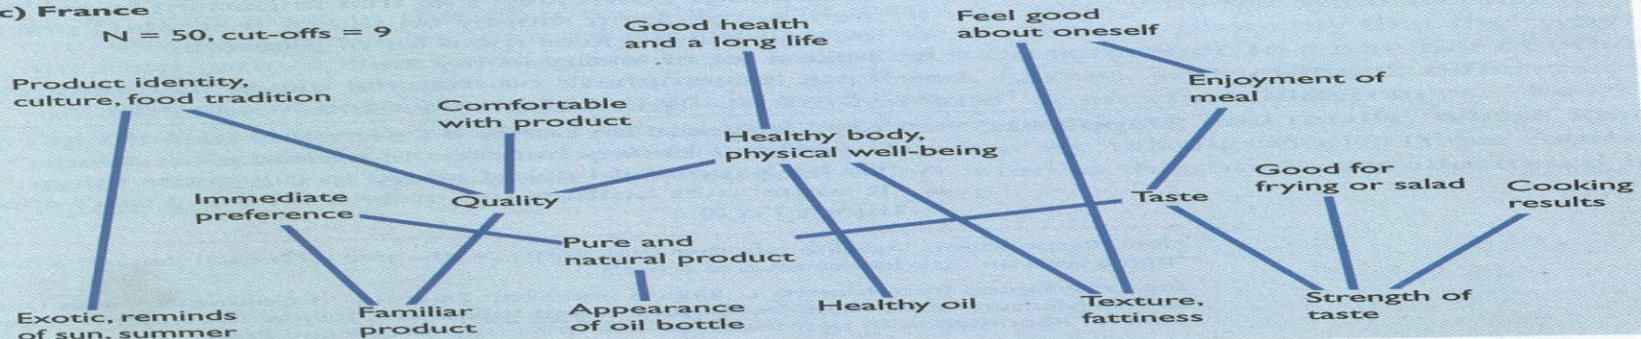 c) France
N = 50, cut-offs = 9
Good health
and a long life
Feel good
about oneself
Product identity,
culture, food tradition
Comfortable
with product
Enjoyment of
meal
Healthy body,
physical well-being
Immediate
preference
Quality
Taste
Good for
frying or salad
Cooking
results
Pure and
natural product
Exotic, reminds
of sun, summer
Familiar
product
Appearance
of oil bottle
Healthy oil
Texture,
fattiness
Strength of
taste